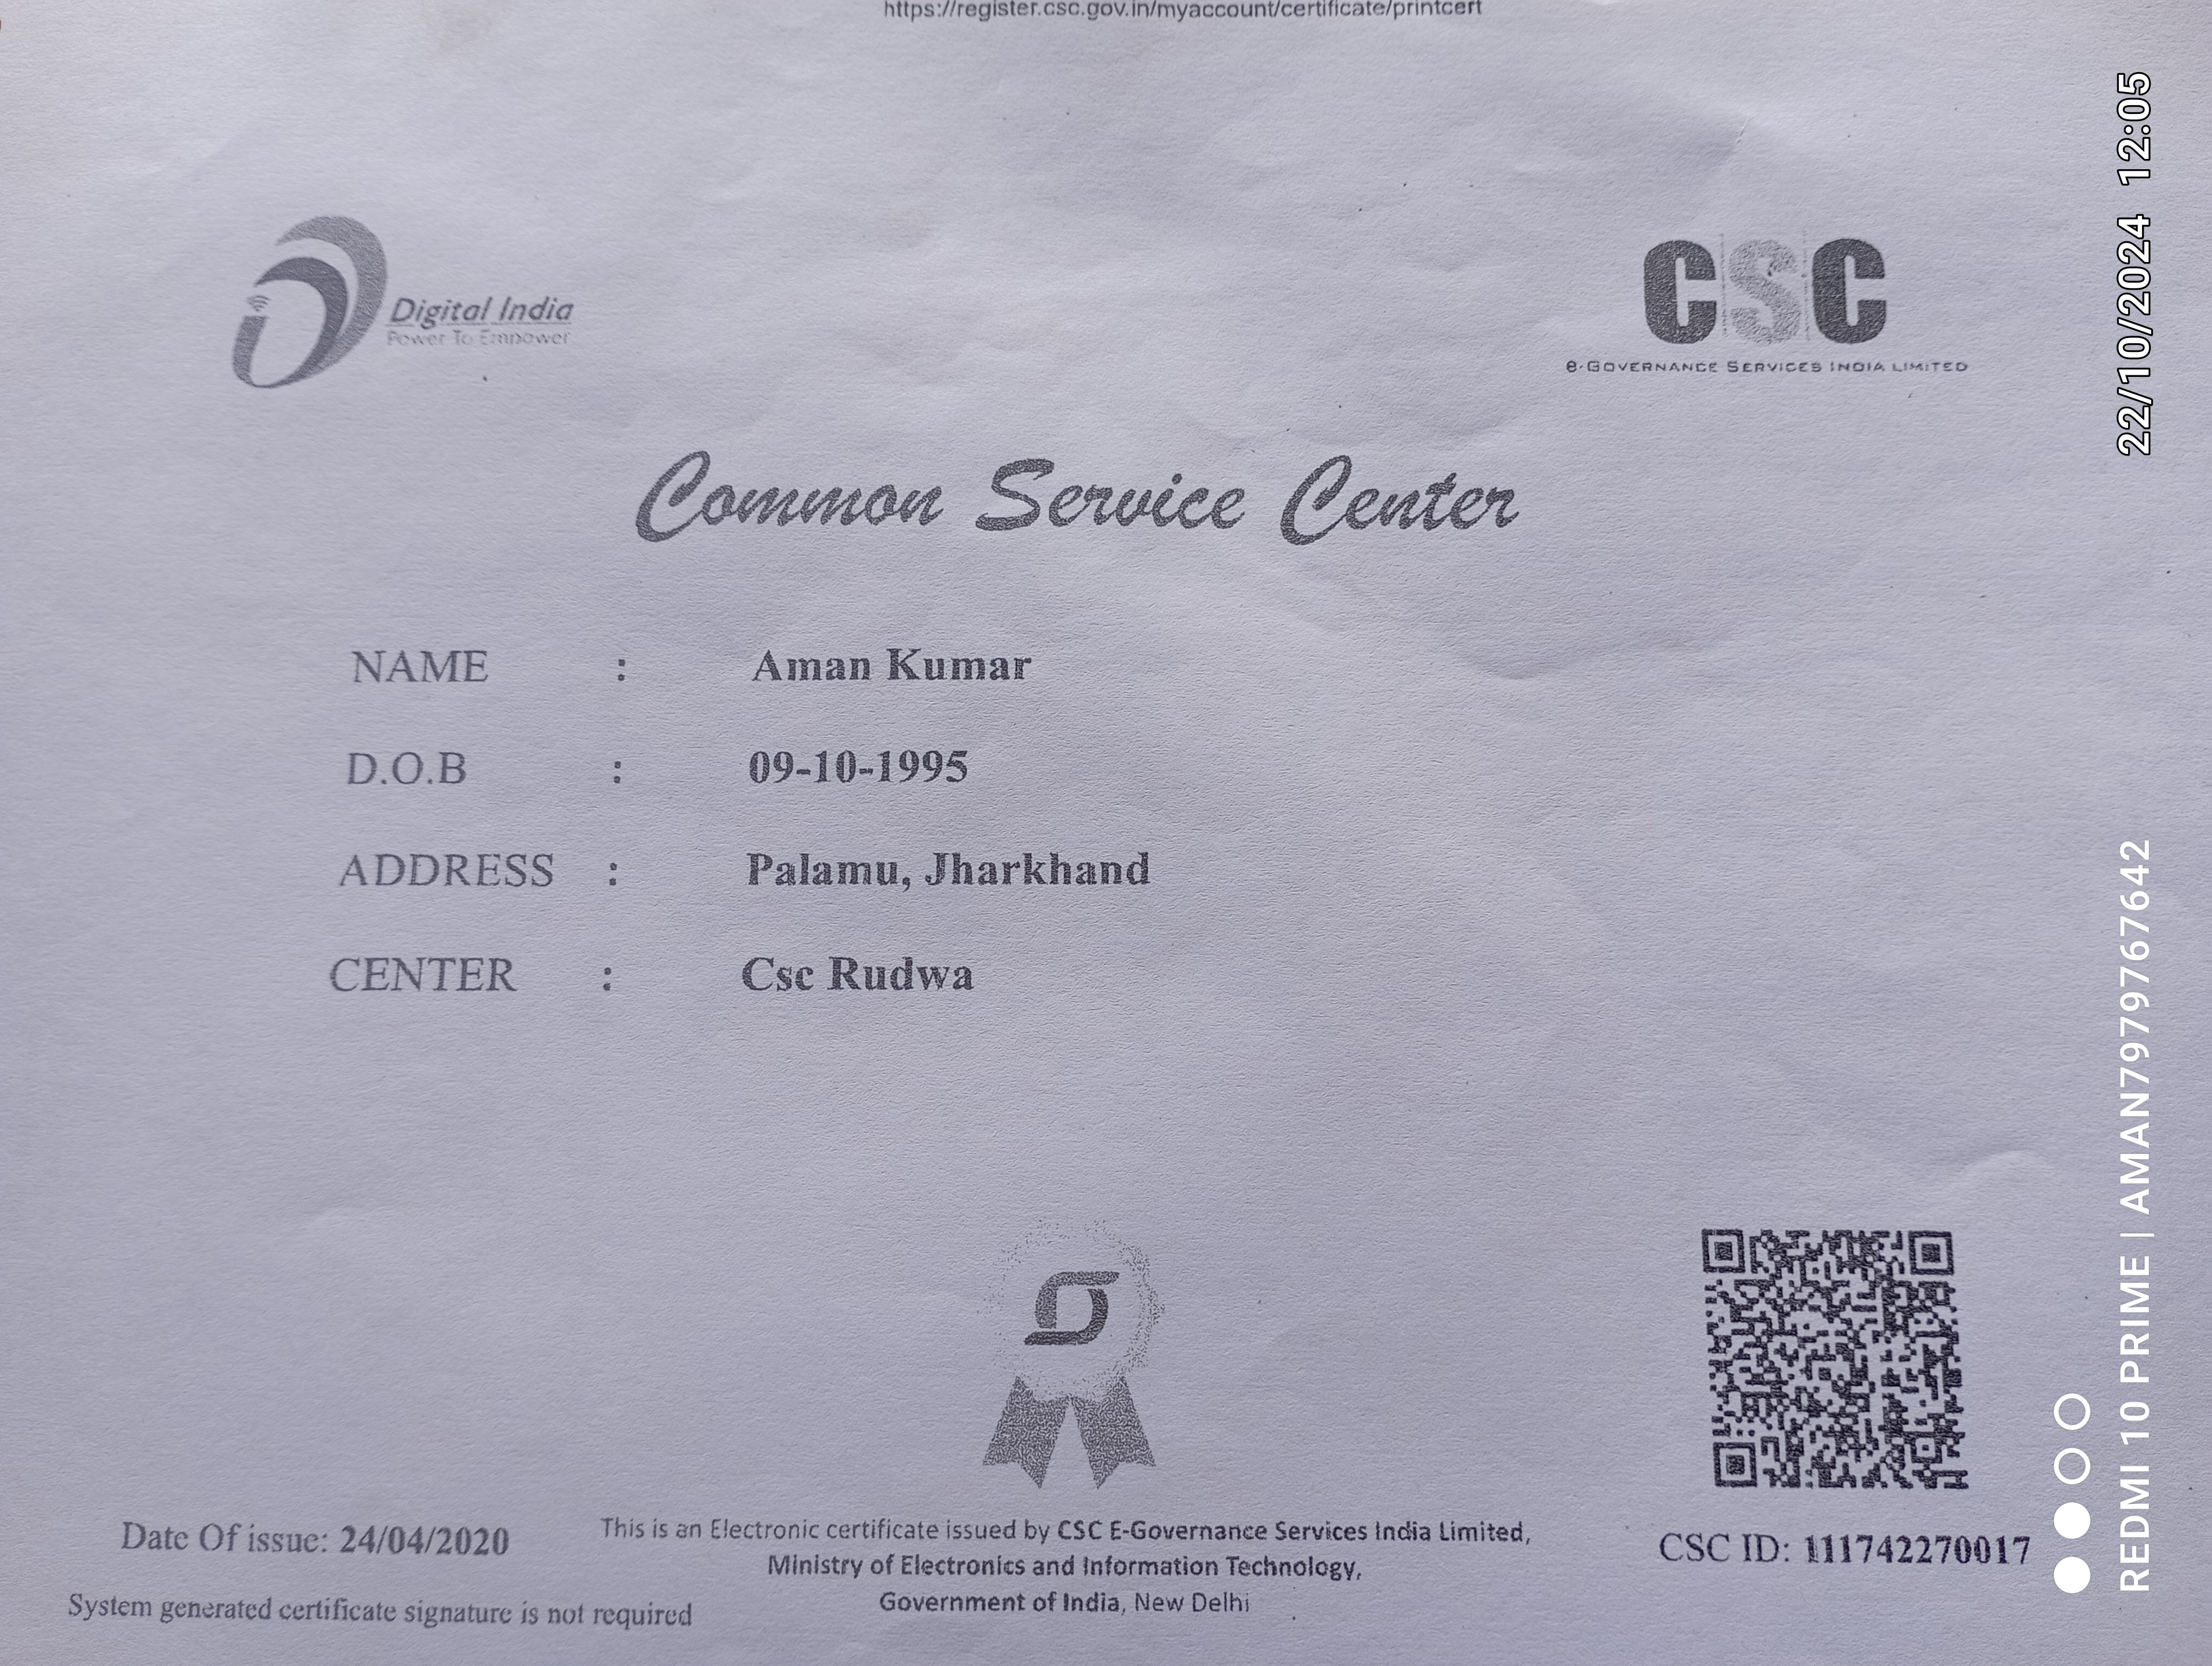 https://register.csc.gov.in/myaccount/certificate/printcert
Digital India
Power To Empower
CSC
e-Governance Services India Limited
Common Service Center
NAME : Aman Kumar
D.O.B : 09-10-1995
ADDRESS : Palamu, Jharkhand
CENTER : Csc Rudwa
Date Of issue: 24/04/2020
System generated certificate signature is not required
This is an Electronic certificate issued by CSC E-Governance Services India Limited,
Ministry of Electronics and Information Technology,
Government of India, New Delhi
CSC ID: 111742270017
22/10/2024 12:05
REDMI 10 PRIME | AMAN7979767642